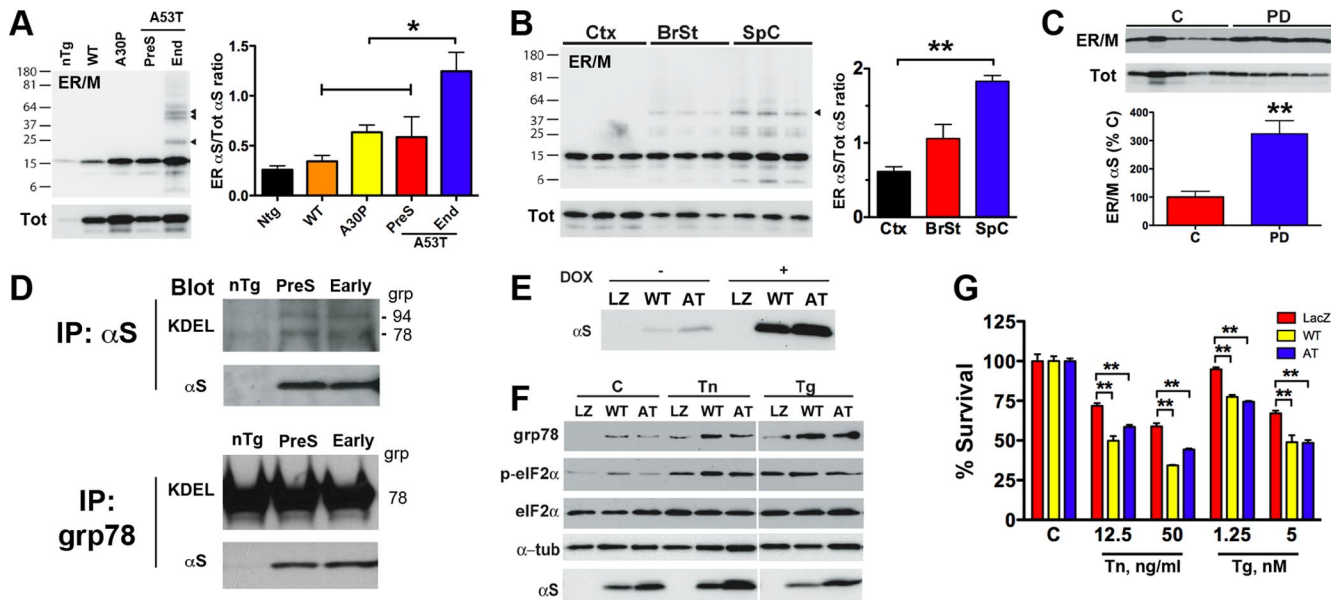 A
nTg WT A30P PreS End
A53T
180
81
64
49
37
25
15
6
ER/M
Tot
ER αS/Tot αS ratio
1.5
1.0
0.5
0.0
*
Ntg WT A30P PreS End
A53T
B
Ctx BrSt SpC
180
81
64
37
25
15
6
ER/M
Tot
ER αS/Tot αS ratio
2
1
0
**
Ctx BrSt SpC
C
C PD
ER/M
Tot
ER/M αS (% C)
400
300
200
100
0
**
C PD
D
Blot nTg PreS Early grp
IP: αS
KDEL
94
78
αS
nTg PreS Early grp
IP: grp78
KDEL
78
αS
E
DOX - +
LZ WT AT LZ WT AT
αS
F
C Tn Tg
LZ WT AT LZ WT AT LZ WT AT
grp78
p-eIF2α
eIF2α
α-tub
αS
G
% Survival
125
100
75
50
25
0
LacZ
WT
AT
** ** ** **
** ** ** **
C 12.5 50 1.25 5
Tn, ng/ml Tg, nM